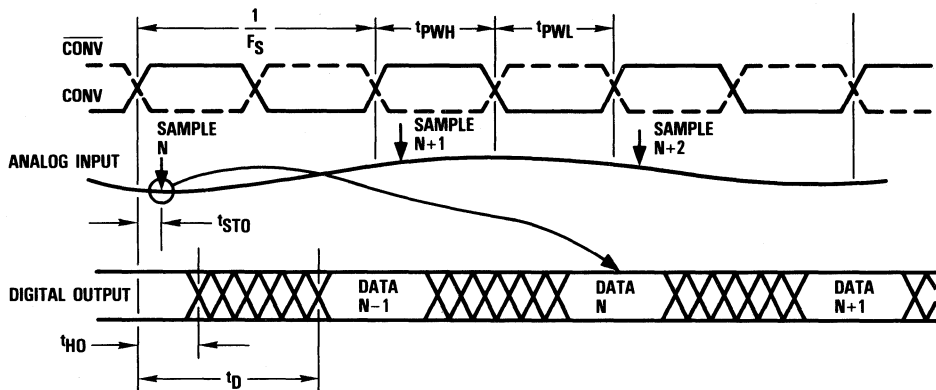 1
F_S
t_PWH
t_PWL
CONV
CONV
SAMPLE
N
SAMPLE
N+1
SAMPLE
N+2
ANALOG INPUT
t_STO
DIGITAL OUTPUT
DATA
N-1
DATA
N
DATA
N+1
t_HO
t_D